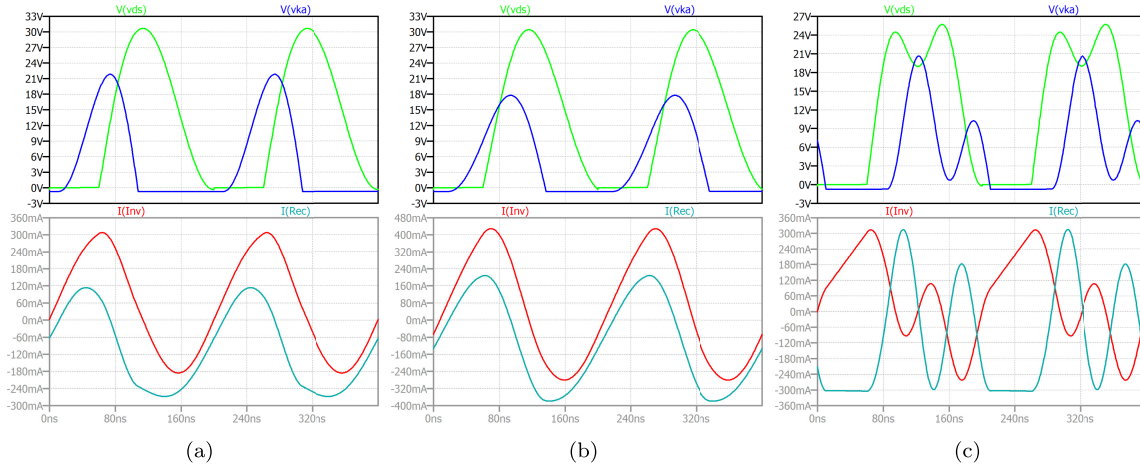 V(vds) V(vka)
33V
30V
27V
24V
21V
18V
15V
12V
9V
6V
3V
0V
-3V
I(Inv) I(Rec)
360mA
300mA
240mA
180mA
120mA
60mA
0mA
-60mA
-120mA
-180mA
-240mA
-300mA
0ns 80ns 160ns 240ns 320ns
(a)
V(vds) V(vka)
33V
30V
27V
24V
21V
18V
15V
12V
9V
6V
3V
0V
-3V
I(Inv) I(Rec)
480mA
400mA
320mA
240mA
160mA
80mA
0mA
-80mA
-160mA
-240mA
-320mA
-400mA
0ns 80ns 160ns 240ns 320ns
(b)
V(vds) V(vka)
27V
24V
21V
18V
15V
12V
9V
6V
3V
0V
-3V
I(Inv) I(Rec)
360mA
300mA
240mA
180mA
120mA
60mA
0mA
-60mA
-120mA
-180mA
-240mA
-300mA
-360mA
0ns 80ns 160ns 240ns 320ns
(c)